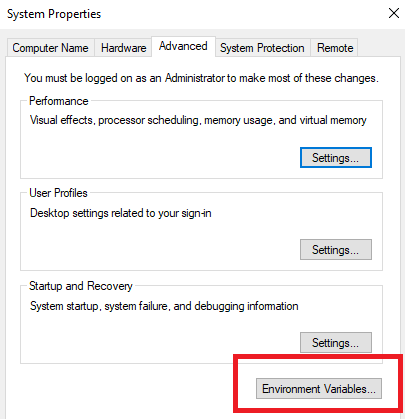 System Properties
Computer Name Hardware Advanced System Protection Remote
You must be logged on as an Administrator to make most of these changes.
Performance
Visual effects, processor scheduling, memory usage, and virtual memory
Settings...
User Profiles
Desktop settings related to your sign-in
Settings...
Startup and Recovery
System startup, system failure, and debugging information
Settings...
Environment Variables...